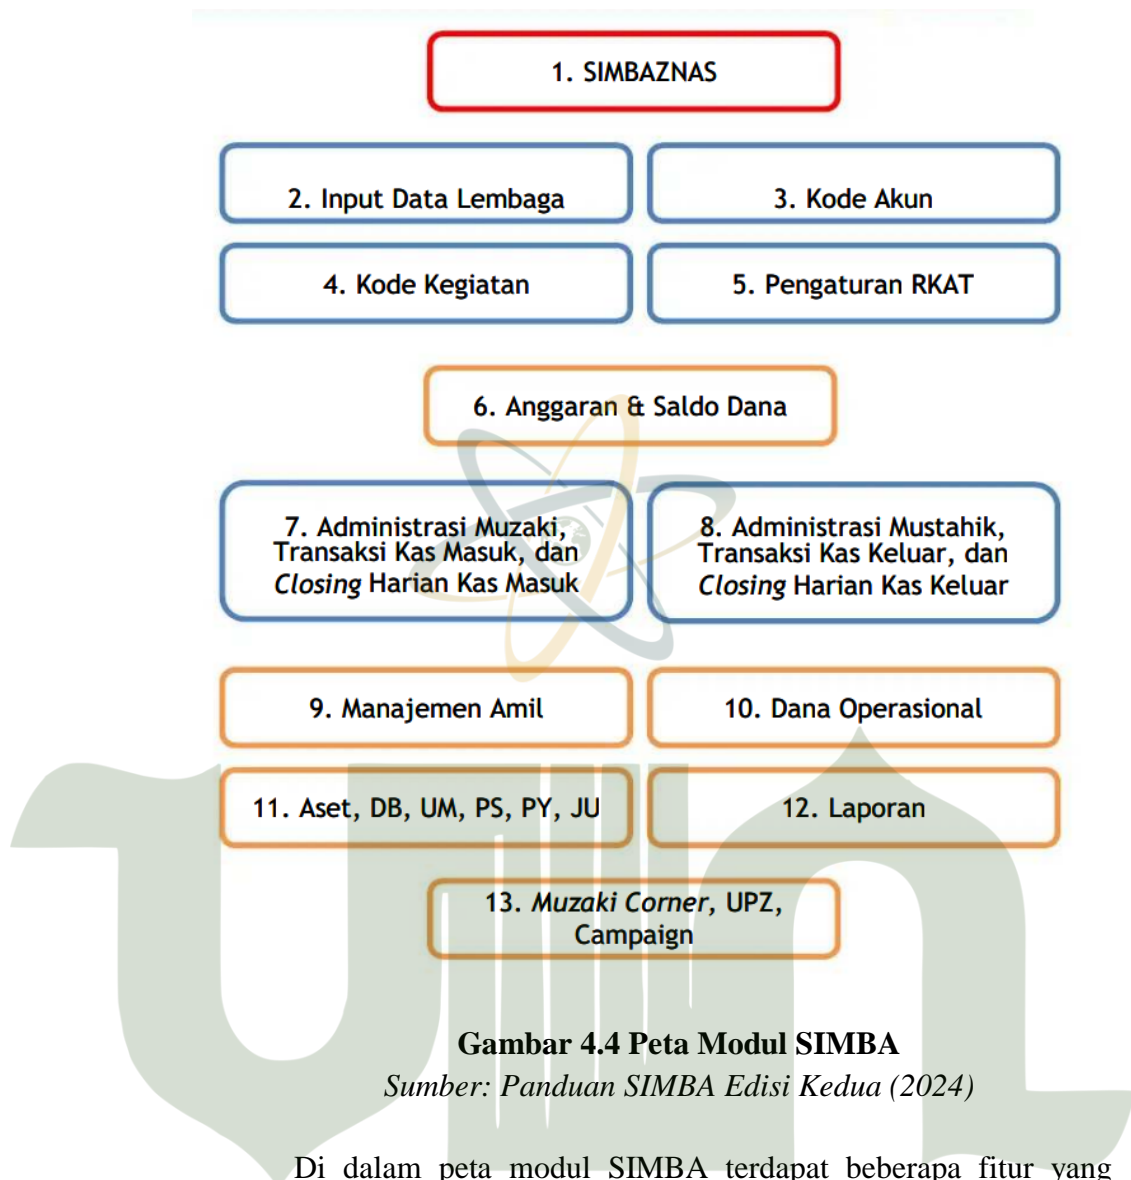 1. SIMBAZNAS
2. Input Data Lembaga
3. Kode Akun
4. Kode Kegiatan
5. Pengaturan RKAT
6. Anggaran & Saldo Dana
7. Administrasi Muzaki,
Transaksi Kas Masuk, dan
Closing Harian Kas Masuk
8. Administrasi Mustahik,
Transaksi Kas Keluar, dan
Closing Harian Kas Keluar
9. Manajemen Amil
10. Dana Operasional
11. Aset, DB, UM, PS, PY, JU
12. Laporan
13. Muzaki Corner, UPZ,
Campaign
Gambar 4.4 Peta Modul SIMBA
Sumber: Panduan SIMBA Edisi Kedua (2024)
Di dalam peta modul SIMBA terdapat beberapa fitur yang